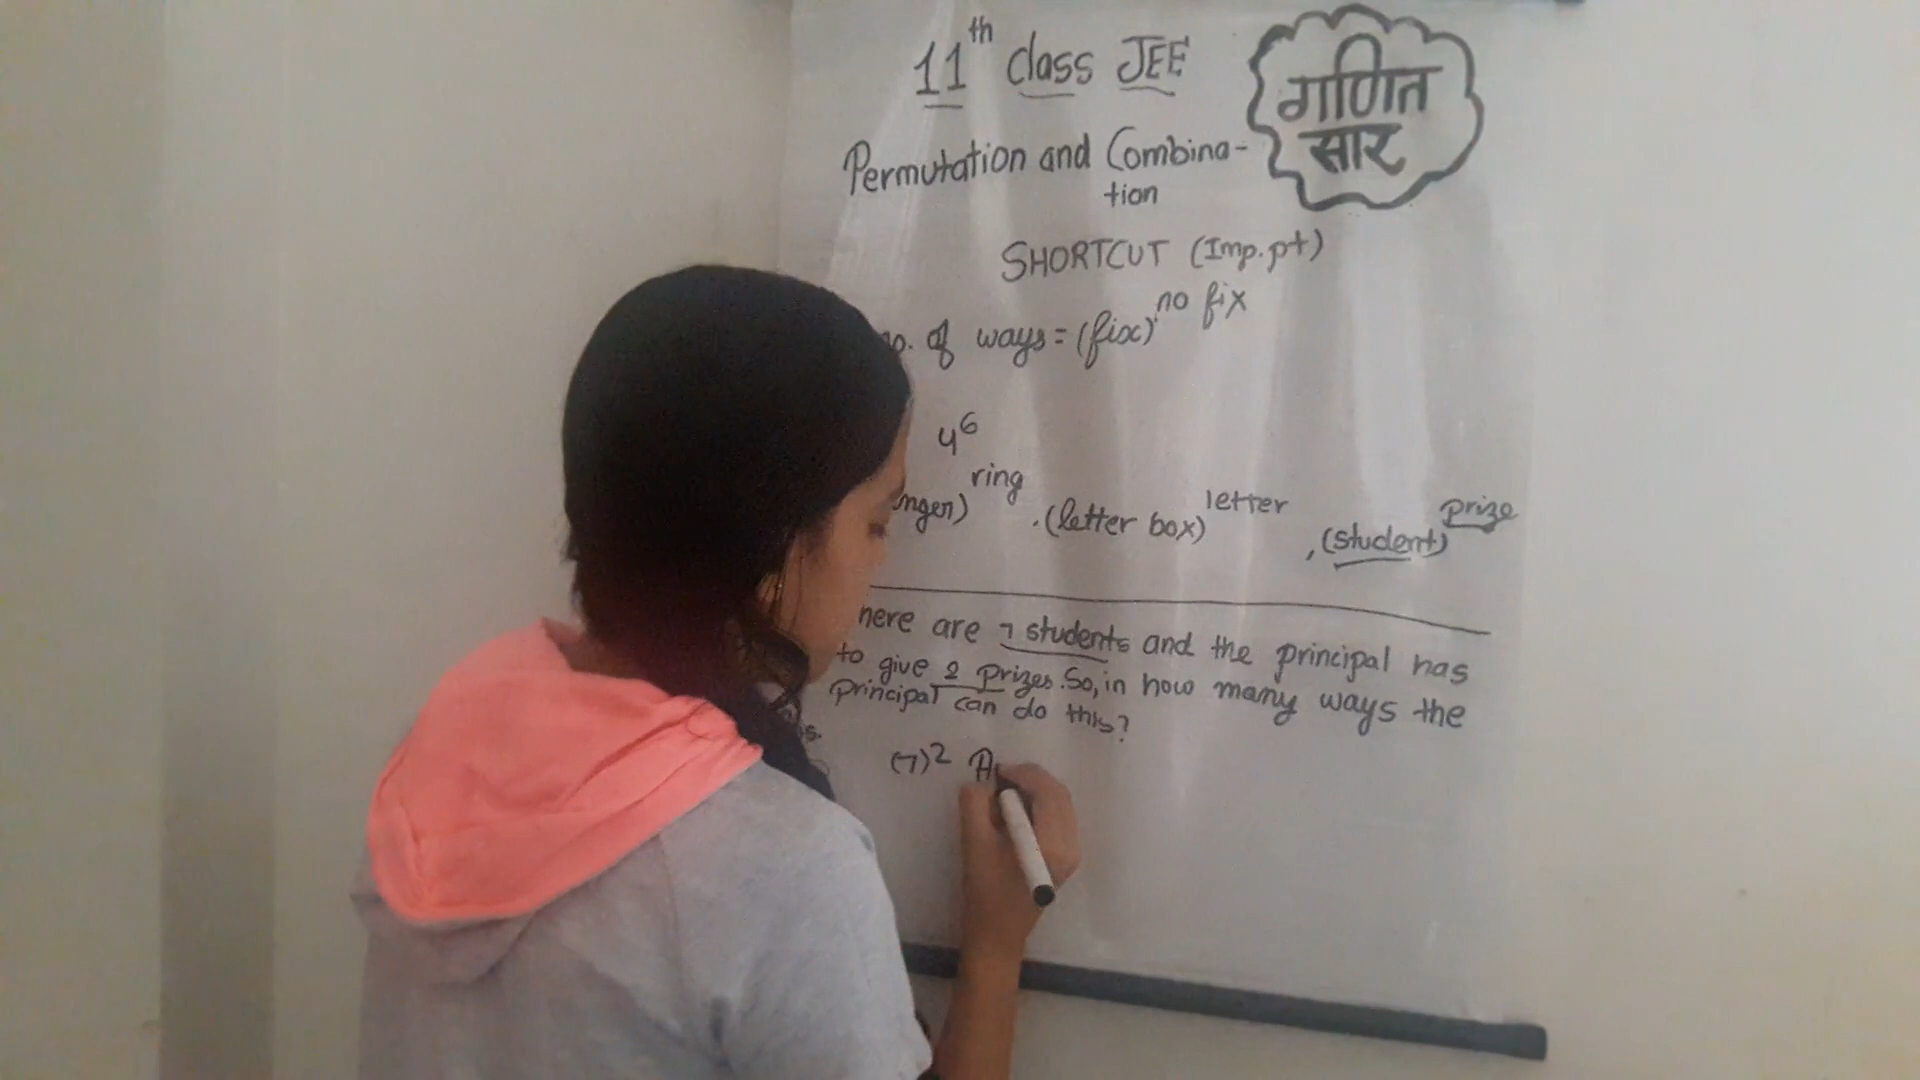 11th class JEE
गणित
सार
Permutation and Combina-
tion
SHORTCUT (Imp. pt)
no. of ways = (fix)^no fix
4^6
nger)^ring , (letter box)^letter , (student)^prize
here are 7 students and the principal has
to give 2 prizes. So, in how many ways the
principal can do this?
s.
(7)^2 A